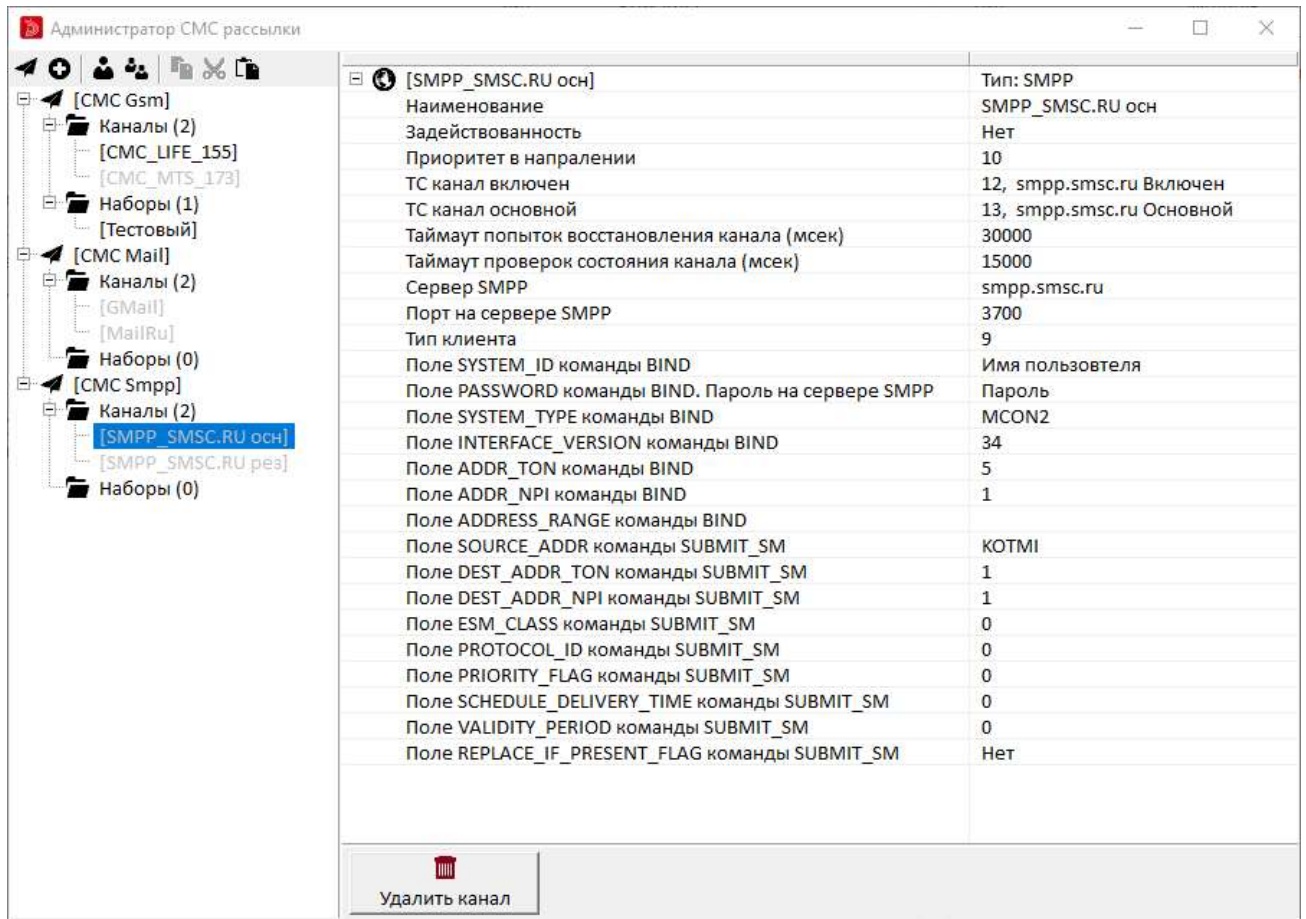 Администратор СМС рассылки
[СМС Gsm]
Каналы (2)
[СМС_LIFE_155]
[СМС_MTS_173]
Наборы (1)
[Тестовый]
[СМС Mail]
Каналы (2)
[GMail]
[MailRu]
Наборы (0)
[СМС Smpp]
Каналы (2)
[SMPP_SMSC.RU осн]
[SMPP_SMSC.RU рез]
Наборы (0)
[SMPP_SMSC.RU осн] Тип: SMPP
Наименование SMPP_SMSC.RU осн
Задействованность Нет
Приоритет в напралении 10
ТС канал включен 12, smpp.smsc.ru Включен
ТС канал основной 13, smpp.smsc.ru Основной
Таймаут попыток восстановления канала (мсек) 30000
Таймаут проверок состояния канала (мсек) 15000
Сервер SMPP smpp.smsc.ru
Порт на сервере SMPP 3700
Тип клиента 9
Поле SYSTEM_ID команды BIND Имя пользовтеля
Поле PASSWORD команды BIND. Пароль на сервере SMPP Пароль
Поле SYSTEM_TYPE команды BIND MCON2
Поле INTERFACE_VERSION команды BIND 34
Поле ADDR_TON команды BIND 5
Поле ADDR_NPI команды BIND 1
Поле ADDRESS_RANGE команды BIND
Поле SOURCE_ADDR команды SUBMIT_SM KOTMI
Поле DEST_ADDR_TON команды SUBMIT_SM 1
Поле DEST_ADDR_NPI команды SUBMIT_SM 1
Поле ESM_CLASS команды SUBMIT_SM 0
Поле PROTOCOL_ID команды SUBMIT_SM 0
Поле PRIORITY_FLAG команды SUBMIT_SM 0
Поле SCHEDULE_DELIVERY_TIME команды SUBMIT_SM 0
Поле VALIDITY_PERIOD команды SUBMIT_SM 0
Поле REPLACE_IF_PRESENT_FLAG команды SUBMIT_SM Нет
Удалить канал